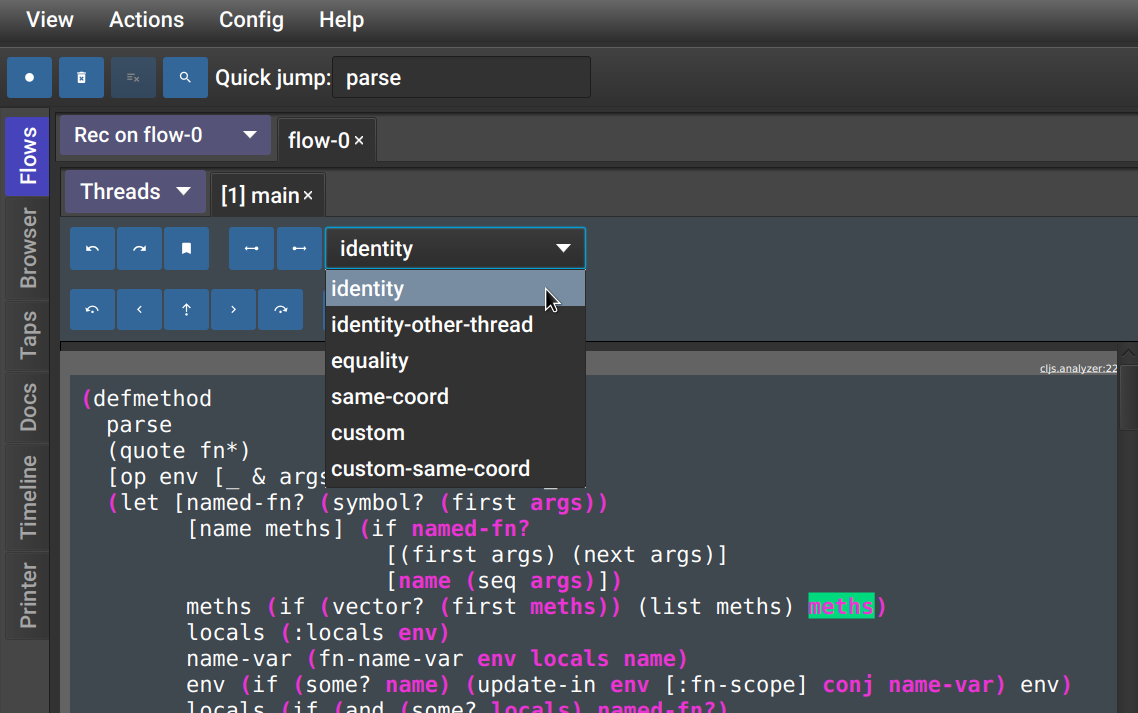 View Actions Config Help
Quick jump: parse
Rec on flow-0 flow-0 ×
Threads [1] main ×
identity
identity
identity-other-thread
equality
same-coord
custom
custom-same-coord
Flows
Browser
Taps
Docs
Timeline
Printer
cljs.analyzer:22
(defmethod
parse
(quote fn*)
[op env [_ & args
(let [named-fn? (symbol? (first args))
[name meths] (if named-fn?
[(first args) (next args)]
[name (seq args)])
meths (if (vector? (first meths)) (list meths) meths)
locals (:locals env)
name-var (fn-name-var env locals name)
env (if (some? name) (update-in env [:fn-scope] conj name-var) env)
locals (if (and (some? locals) named-fn?)